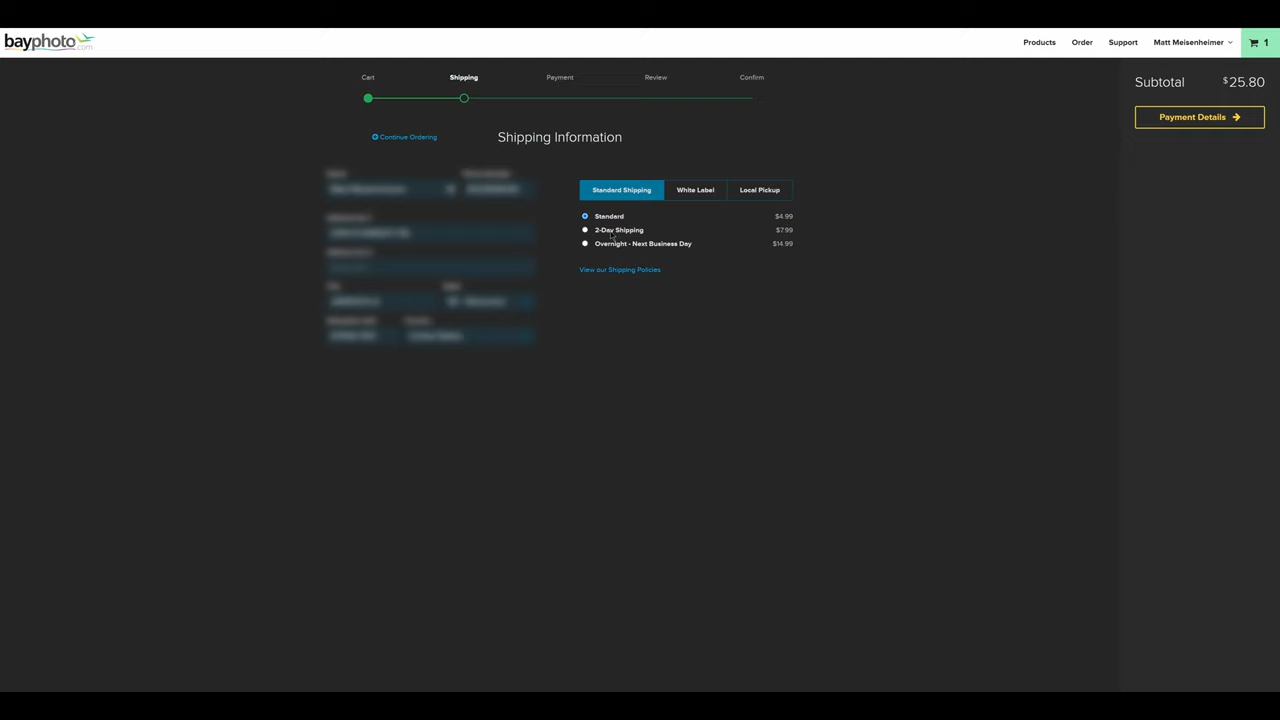 bayphoto.com
Products
Order
Support
Matt Meisenheimer
1
Cart
Shipping
Payment
Review
Confirm
Subtotal
$25.80
Payment Details
Continue Ordering
Shipping Information
Standard Shipping
White Label
Local Pickup
Standard
$4.99
2-Day Shipping
$7.99
Overnight - Next Business Day
$14.99
View our Shipping Policies